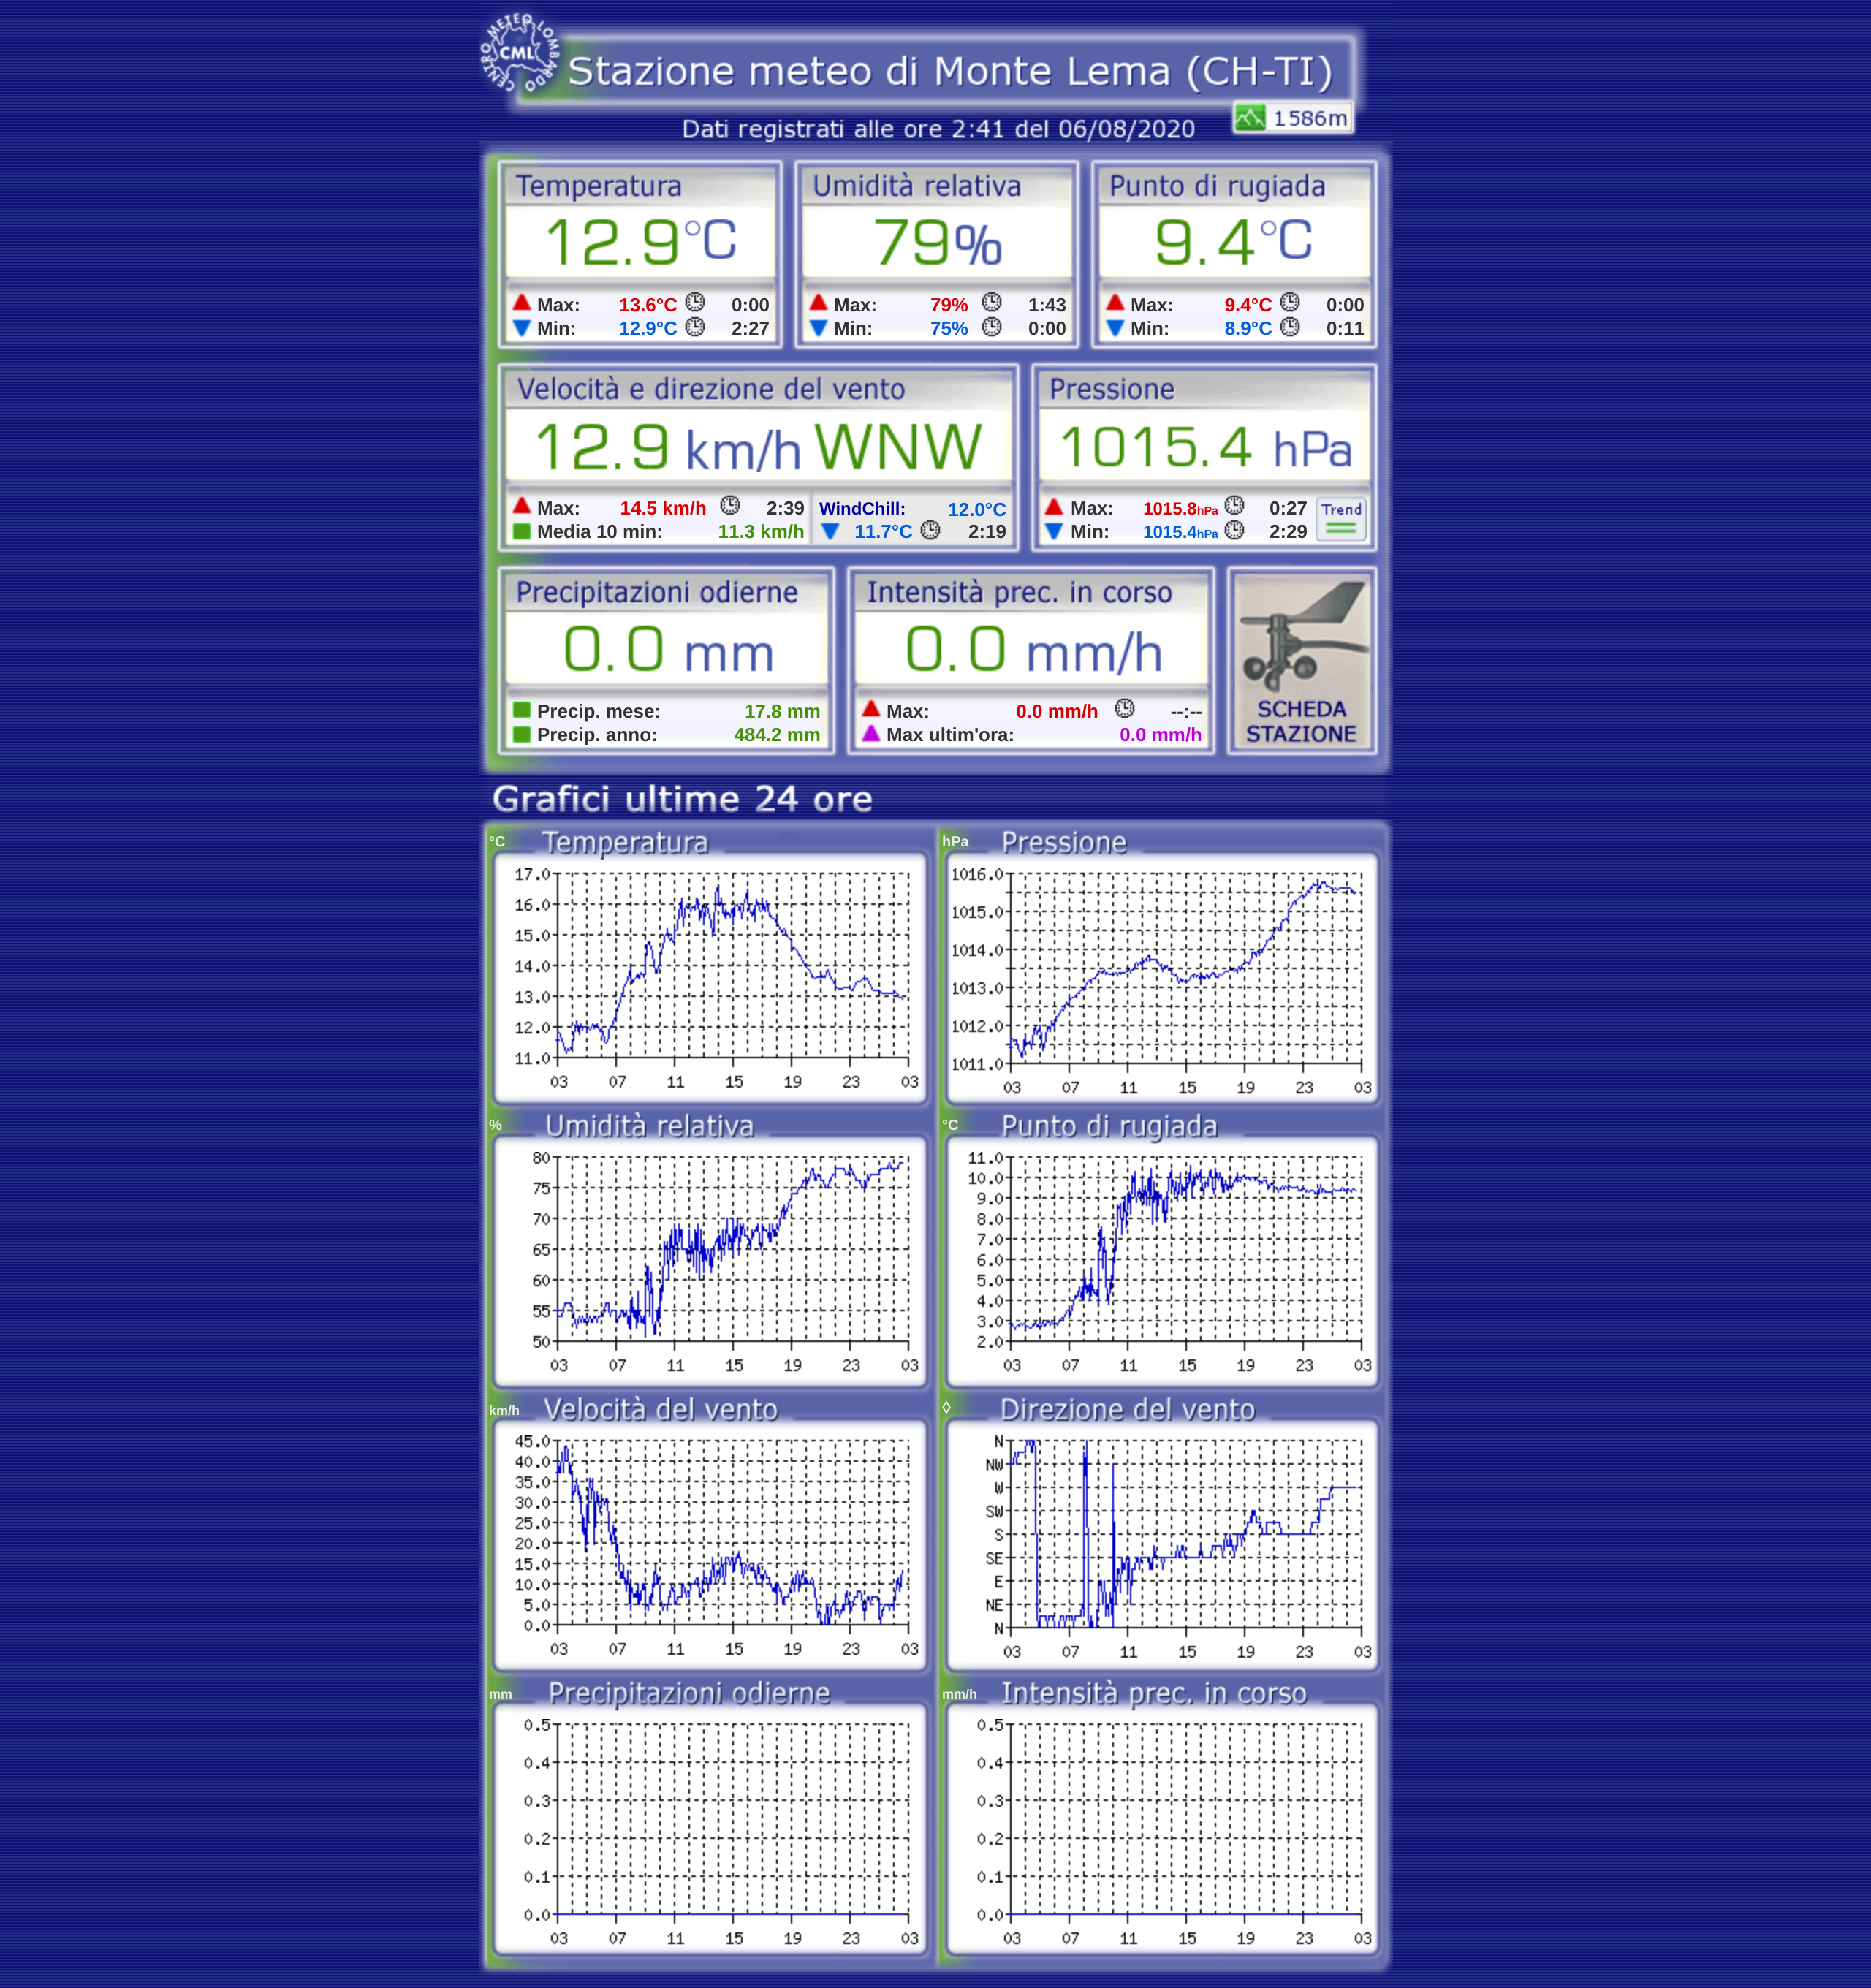 CENTRO METEO LOMBARDO
CML
Stazione meteo di Monte Lema (CH-TI)
1586m
Dati registrati alle ore 2:41 del 06/08/2020
Temperatura
12.9°C
Max: 13.6°C 0:00
Min: 12.9°C 2:27
Umidità relativa
79%
Max: 79% 1:43
Min: 75% 0:00
Punto di rugiada
9.4°C
Max: 9.4°C 0:00
Min: 8.9°C 0:11
Velocità e direzione del vento
12.9 km/h WNW
Max: 14.5 km/h 2:39
Media 10 min: 11.3 km/h
WindChill: 12.0°C
11.7°C 2:19
Pressione
1015.4 hPa
Max: 1015.8hPa 0:27
Min: 1015.4hPa 2:29
Trend
Precipitazioni odierne
0.0 mm
Precip. mese: 17.8 mm
Precip. anno: 484.2 mm
Intensità prec. in corso
0.0 mm/h
Max: 0.0 mm/h --:--
Max ultim'ora: 0.0 mm/h
SCHEDA
STAZIONE
Grafici ultime 24 ore
°C Temperatura
17.0
16.0
15.0
14.0
13.0
12.0
11.0
03 07 11 15 19 23 03
hPa Pressione
1016.0
1015.0
1014.0
1013.0
1012.0
1011.0
03 07 11 15 19 23 03
% Umidità relativa
80
75
70
65
60
55
50
03 07 11 15 19 23 03
°C Punto di rugiada
11.0
10.0
9.0
8.0
7.0
6.0
5.0
4.0
3.0
2.0
03 07 11 15 19 23 03
km/h Velocità del vento
45.0
40.0
35.0
30.0
25.0
20.0
15.0
10.0
5.0
0.0
03 07 11 15 19 23 03
◊ Direzione del vento
N
NW
W
SW
S
SE
E
NE
N
03 07 11 15 19 23 03
mm Precipitazioni odierne
0.5
0.4
0.3
0.2
0.1
0.0
03 07 11 15 19 23 03
mm/h Intensità prec. in corso
0.5
0.4
0.3
0.2
0.1
0.0
03 07 11 15 19 23 03